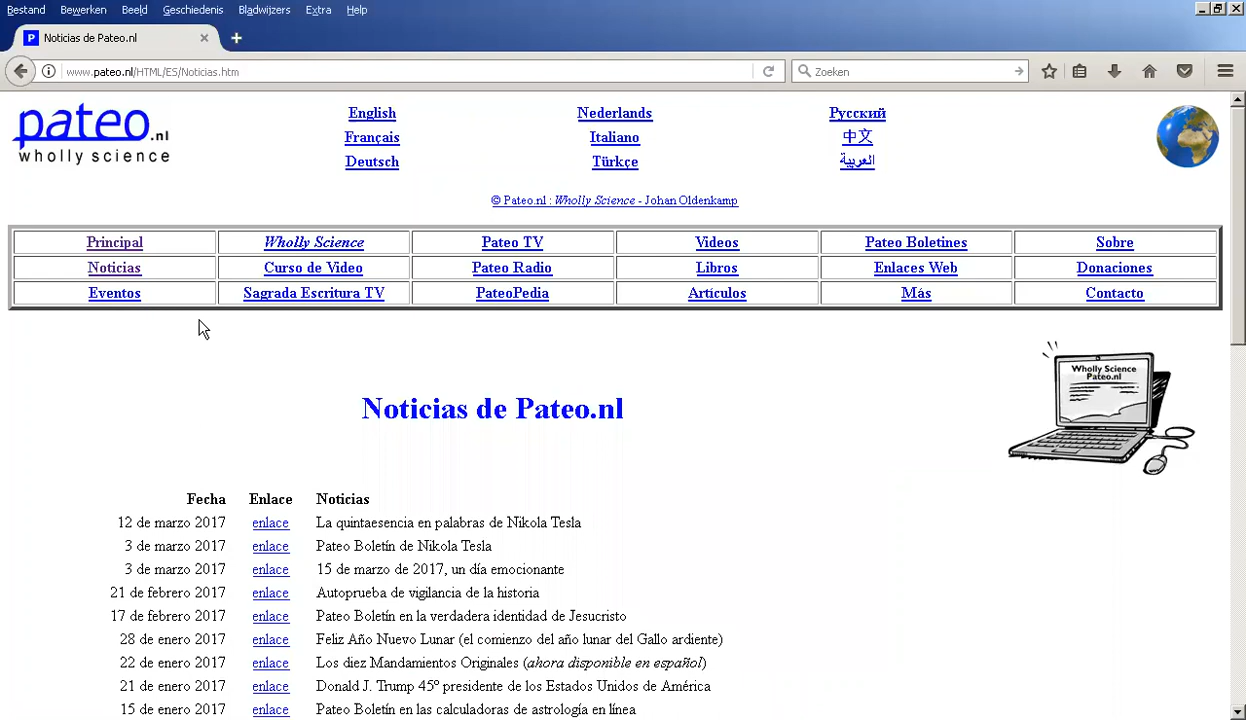 Bestand Bewerken Beeld Geschiedenis Bladwijzers Extra Help
P Noticias de Pateo.nl
www.pateo.nl/HTML/ES/Noticias.htm Zoeken
pateo.nl
wholly science
English Nederlands Русский
Français Italiano 中文
Deutsch Türkçe العربية
© Pateo.nl : Wholly Science - Johan Oldenkamp
Principal Wholly Science Pateo TV Videos Pateo Boletines Sobre
Noticias Curso de Video Pateo Radio Libros Enlaces Web Donaciones
Eventos Sagrada Escritura TV PateoPedia Artículos Más Contacto
Wholly Science
Pateo.nl
Noticias de Pateo.nl
Fecha Enlace Noticias
12 de marzo 2017 enlace La quintaesencia en palabras de Nikola Tesla
3 de marzo 2017 enlace Pateo Boletín de Nikola Tesla
3 de marzo 2017 enlace 15 de marzo de 2017, un día emocionante
21 de febrero 2017 enlace Autoprueba de vigilancia de la historia
17 de febrero 2017 enlace Pateo Boletín en la verdadera identidad de Jesucristo
28 de enero 2017 enlace Feliz Año Nuevo Lunar (el comienzo del año lunar del Gallo ardiente)
22 de enero 2017 enlace Los diez Mandamientos Originales (ahora disponible en español)
21 de enero 2017 enlace Donald J. Trump 45º presidente de los Estados Unidos de América
15 de enero 2017 enlace Pateo Boletín en las calculadoras de astrología en línea